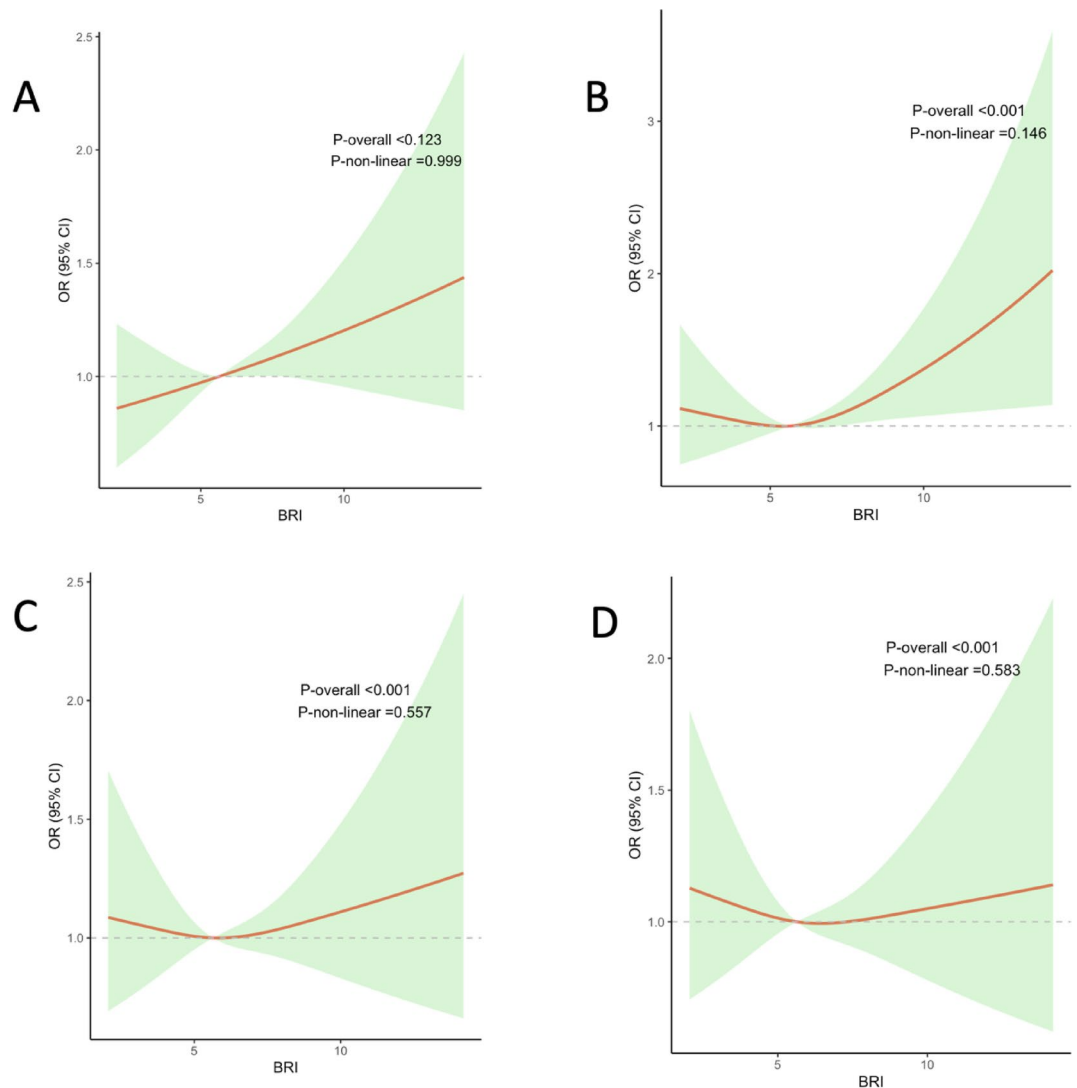 A
2.5
2.0
1.5
1.0
OR (95% CI)
P-overall <0.123
P-non-linear =0.999
5
10
BRI
B
3
2
1
OR (95% CI)
P-overall <0.001
P-non-linear =0.146
5
10
BRI
C
2.5
2.0
1.5
1.0
OR (95% CI)
P-overall <0.001
P-non-linear =0.557
5
10
BRI
D
2.0
1.5
1.0
OR (95% CI)
P-overall <0.001
P-non-linear =0.583
5
10
BRI